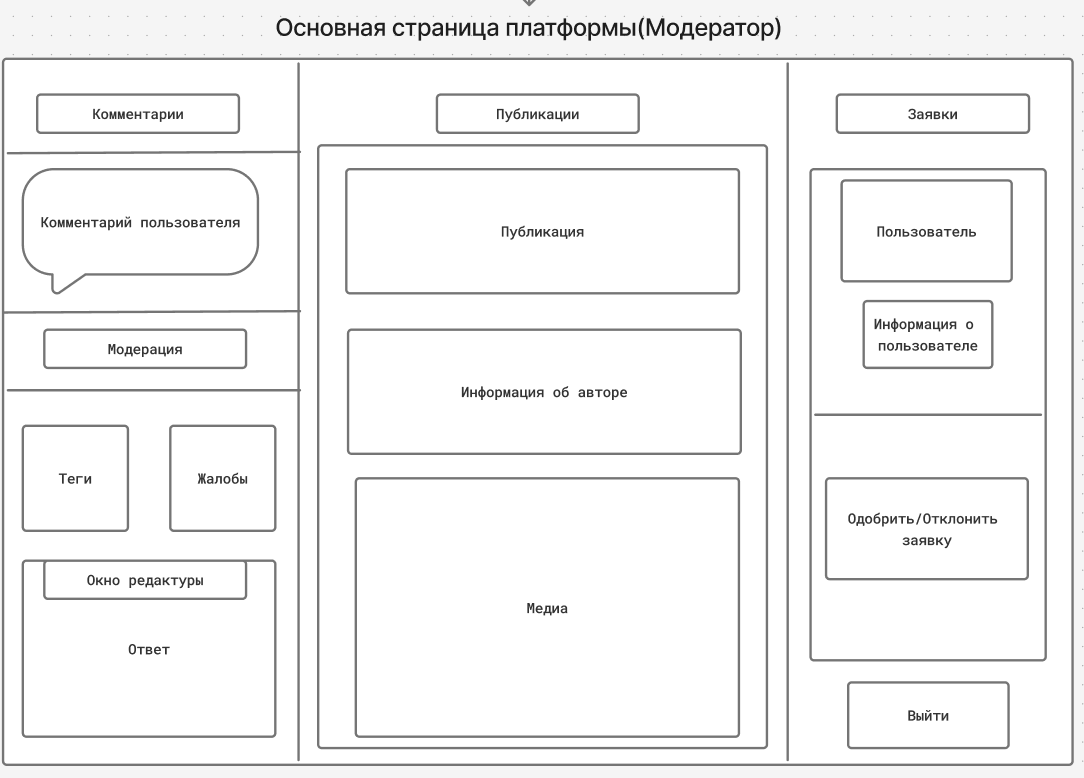 Основная страница платформы(Модератор)
Комментарии
Комментарий пользователя
Модерация
Теги
Жалобы
Окно редактуры
Ответ
Публикации
Публикация
Информация об авторе
Медиа
Заявки
Пользователь
Информация о
пользователе
Одобрить/Отклонить
заявку
Выйти